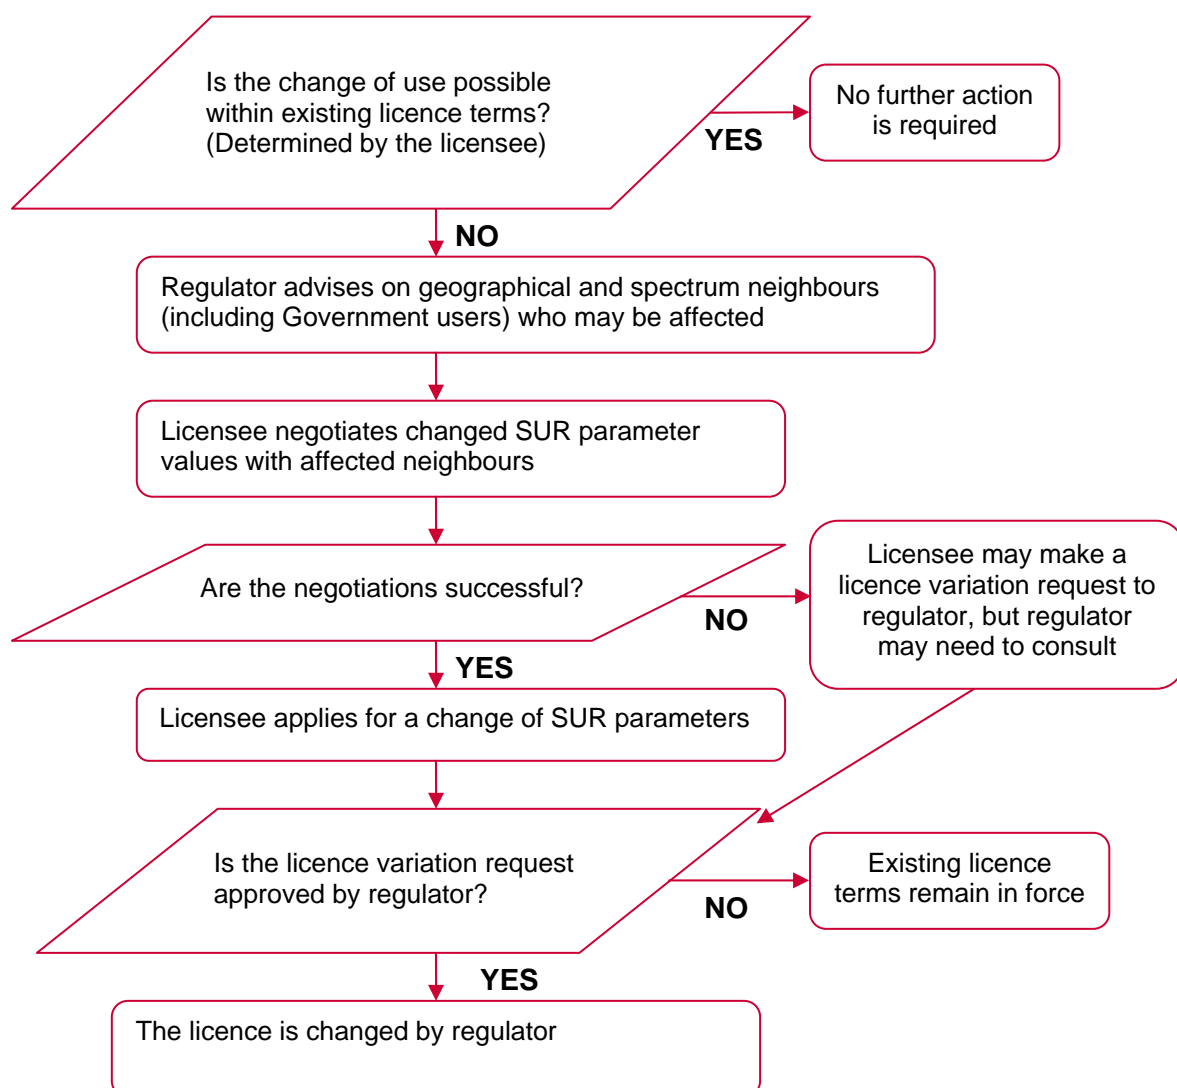 Is the change of use possible
within existing licence terms?
(Determined by the licensee)
YES
No further action
is required
NO
Regulator advises on geographical and spectrum neighbours
(including Government users) who may be affected
Licensee negotiates changed SUR parameter
values with affected neighbours
Are the negotiations successful?
NO
Licensee may make a
licence variation request to
regulator, but regulator
may need to consult
YES
Licensee applies for a change of SUR parameters
Is the licence variation request
approved by regulator?
NO
Existing licence
terms remain in force
YES
The licence is changed by regulator